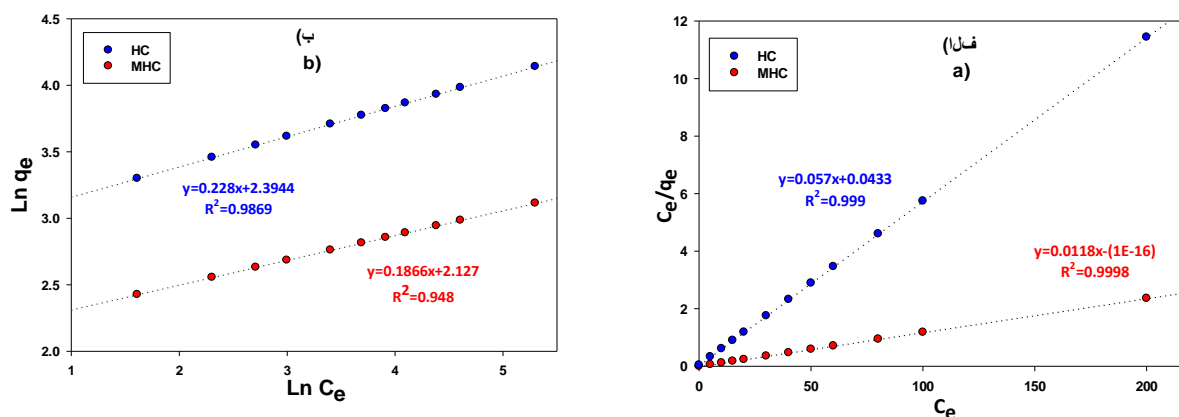 ب)
b)
HC
MHC
4.5
4.0
3.5
3.0
2.5
2.0
Ln qe
y=0.228x+2.3944
R²=0.9869
y=0.1866x+2.127
R²=0.948
1 2 3 4 5
Ln Ce
الف)
a)
HC
MHC
12
10
8
6
4
2
0
Ce/qe
y=0.057x+0.0433
R²=0.999
y=0.0118x-(1E-16)
R²=0.9998
0 50 100 150 200
Ce